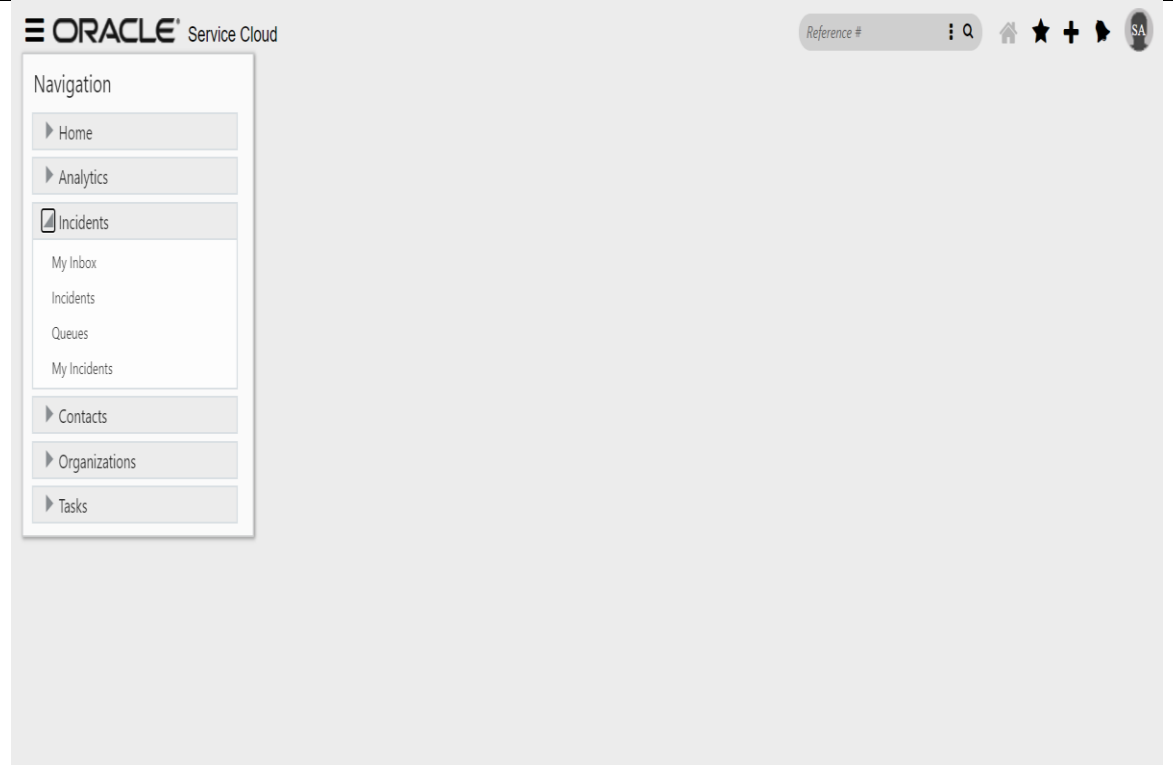 ORACLE® Service Cloud
Reference #
SA
Navigation
Home
Analytics
Incidents
My Inbox
Incidents
Queues
My Incidents
Contacts
Organizations
Tasks